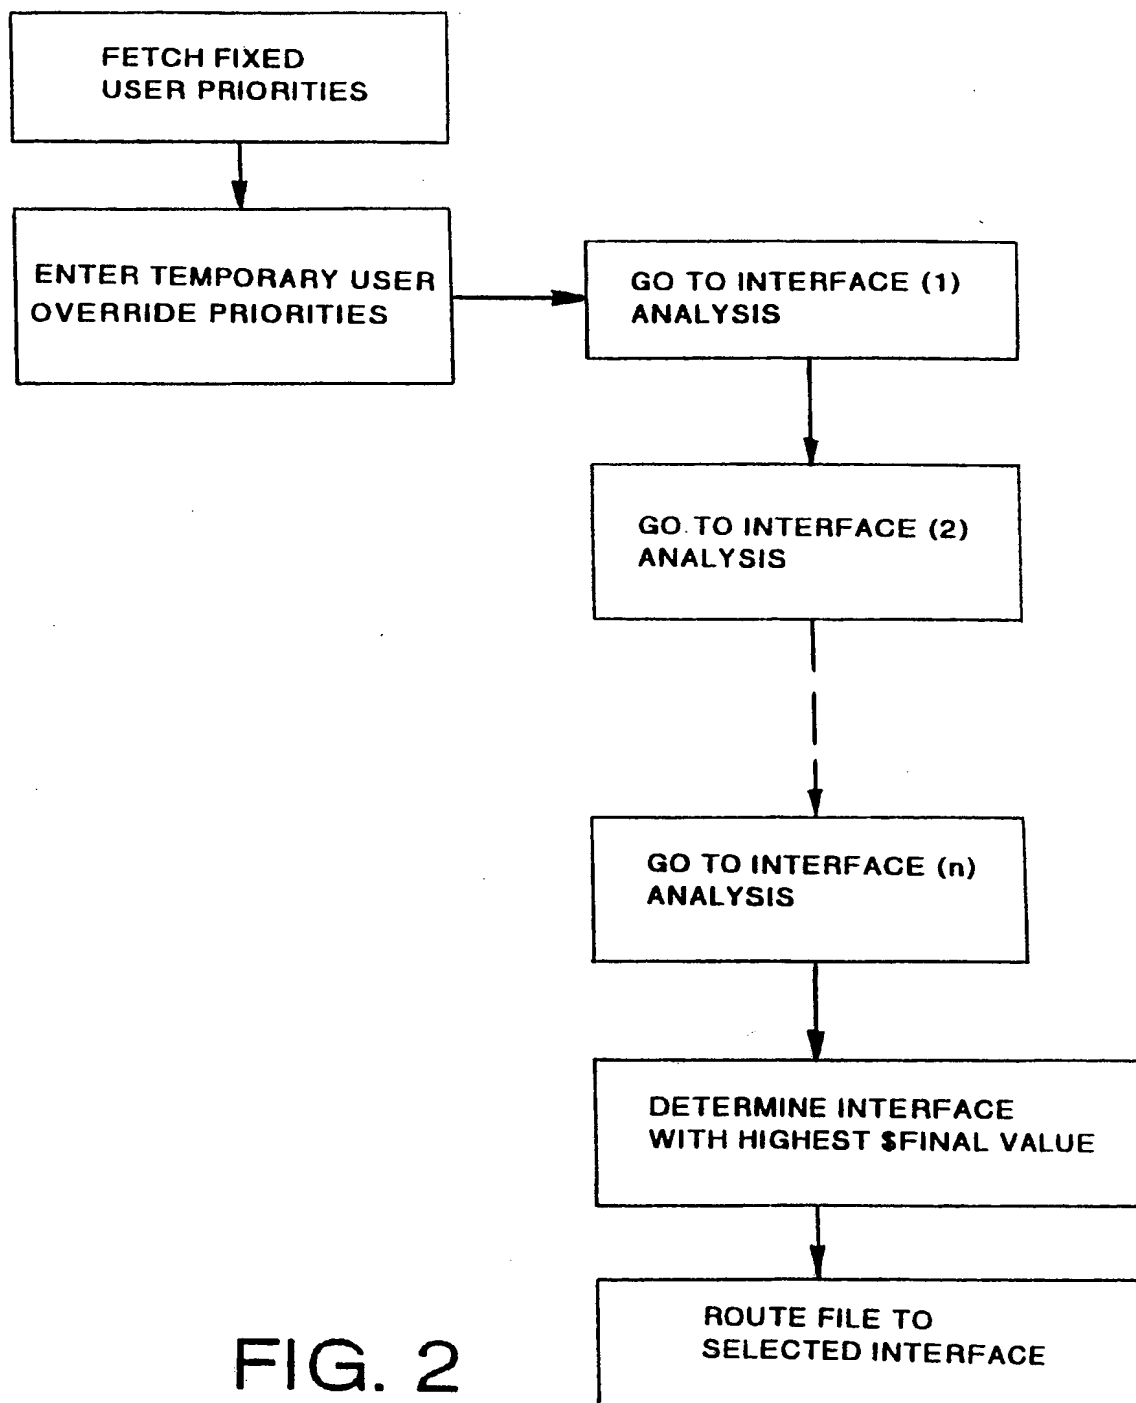 FETCH FIXED
USER PRIORITIES
ENTER TEMPORARY USER
OVERRIDE PRIORITIES
GO TO INTERFACE (1)
ANALYSIS
GO TO INTERFACE (2)
ANALYSIS
GO TO INTERFACE (n)
ANALYSIS
DETERMINE INTERFACE
WITH HIGHEST $FINAL VALUE
ROUTE FILE TO
SELECTED INTERFACE
FIG. 2